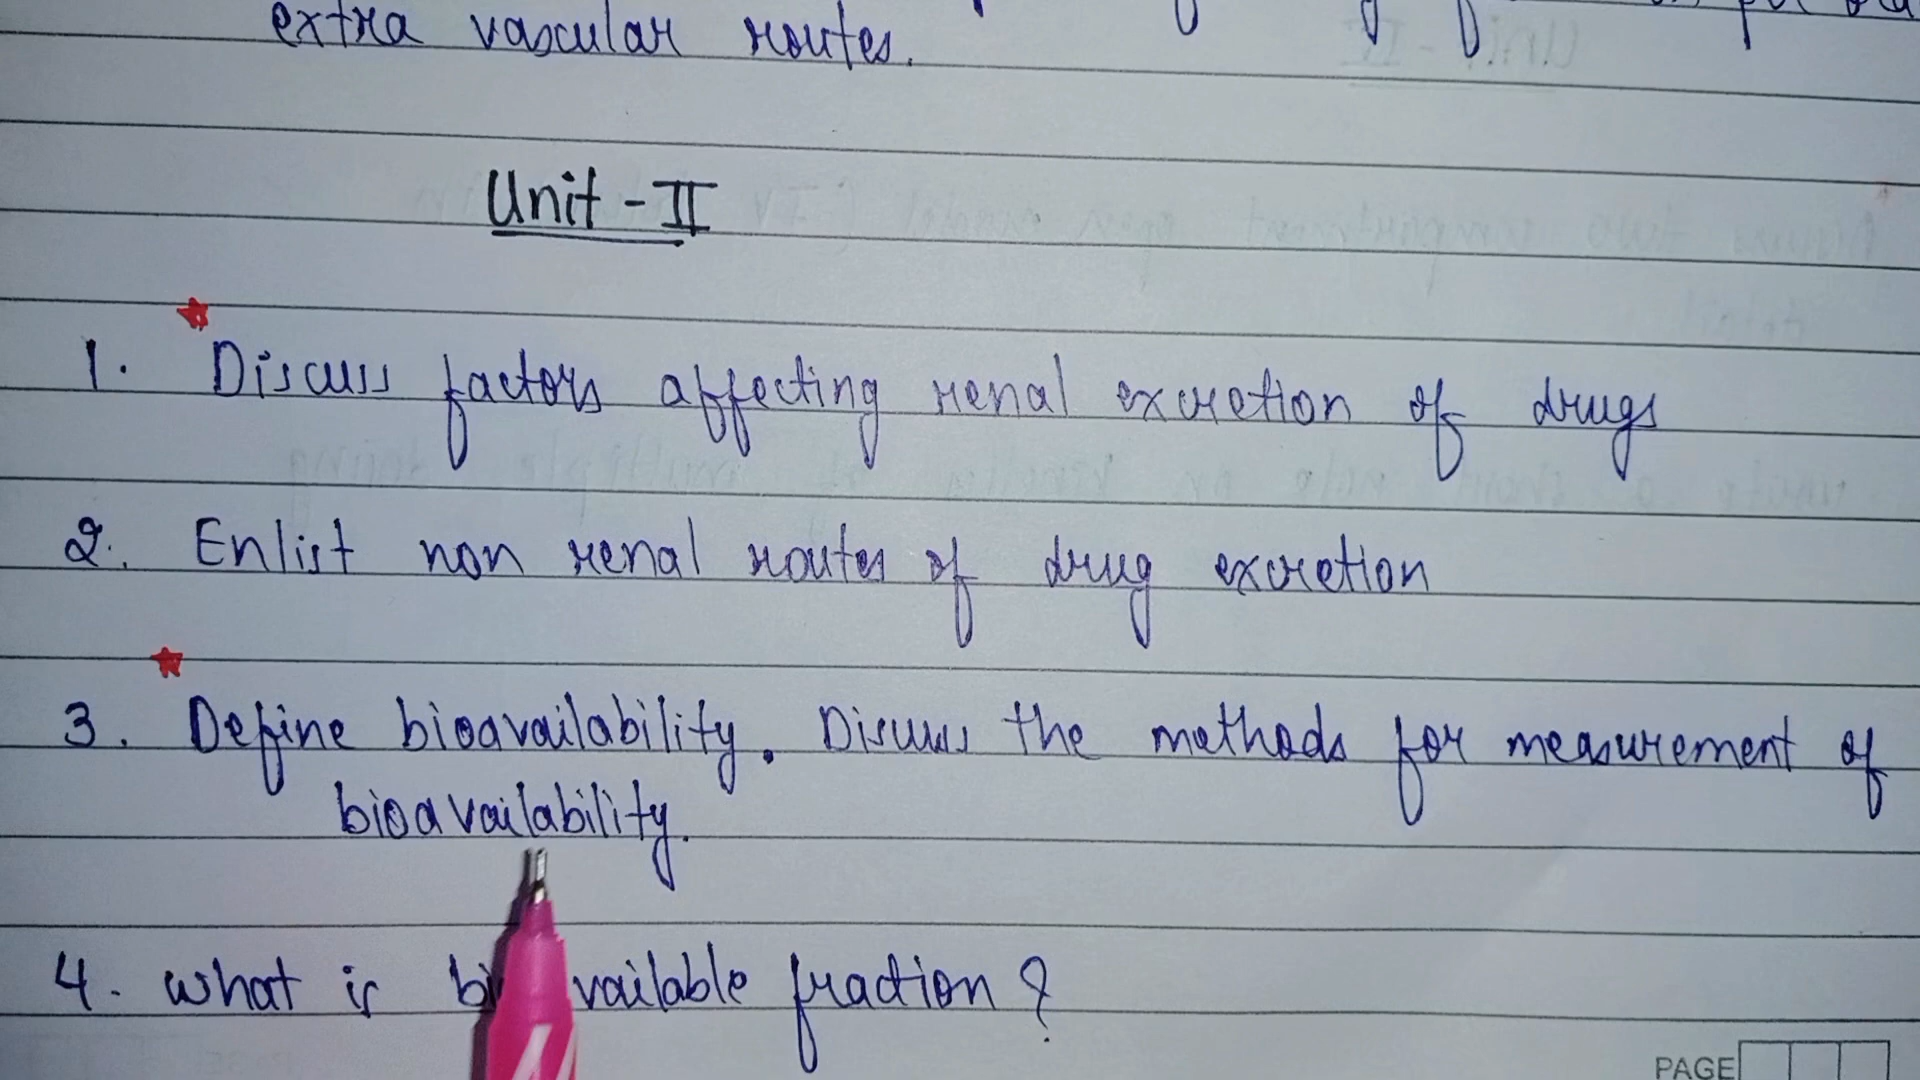 extra vascular routes.
Unit - II
1. Discuss factors affecting renal excretion of drugs
2. Enlist non renal routes of drug excretion
3. Define bioavailability. Discuss the methods for measurement of
bioavailability.
4. What is bi vailable fraction?
PAGE